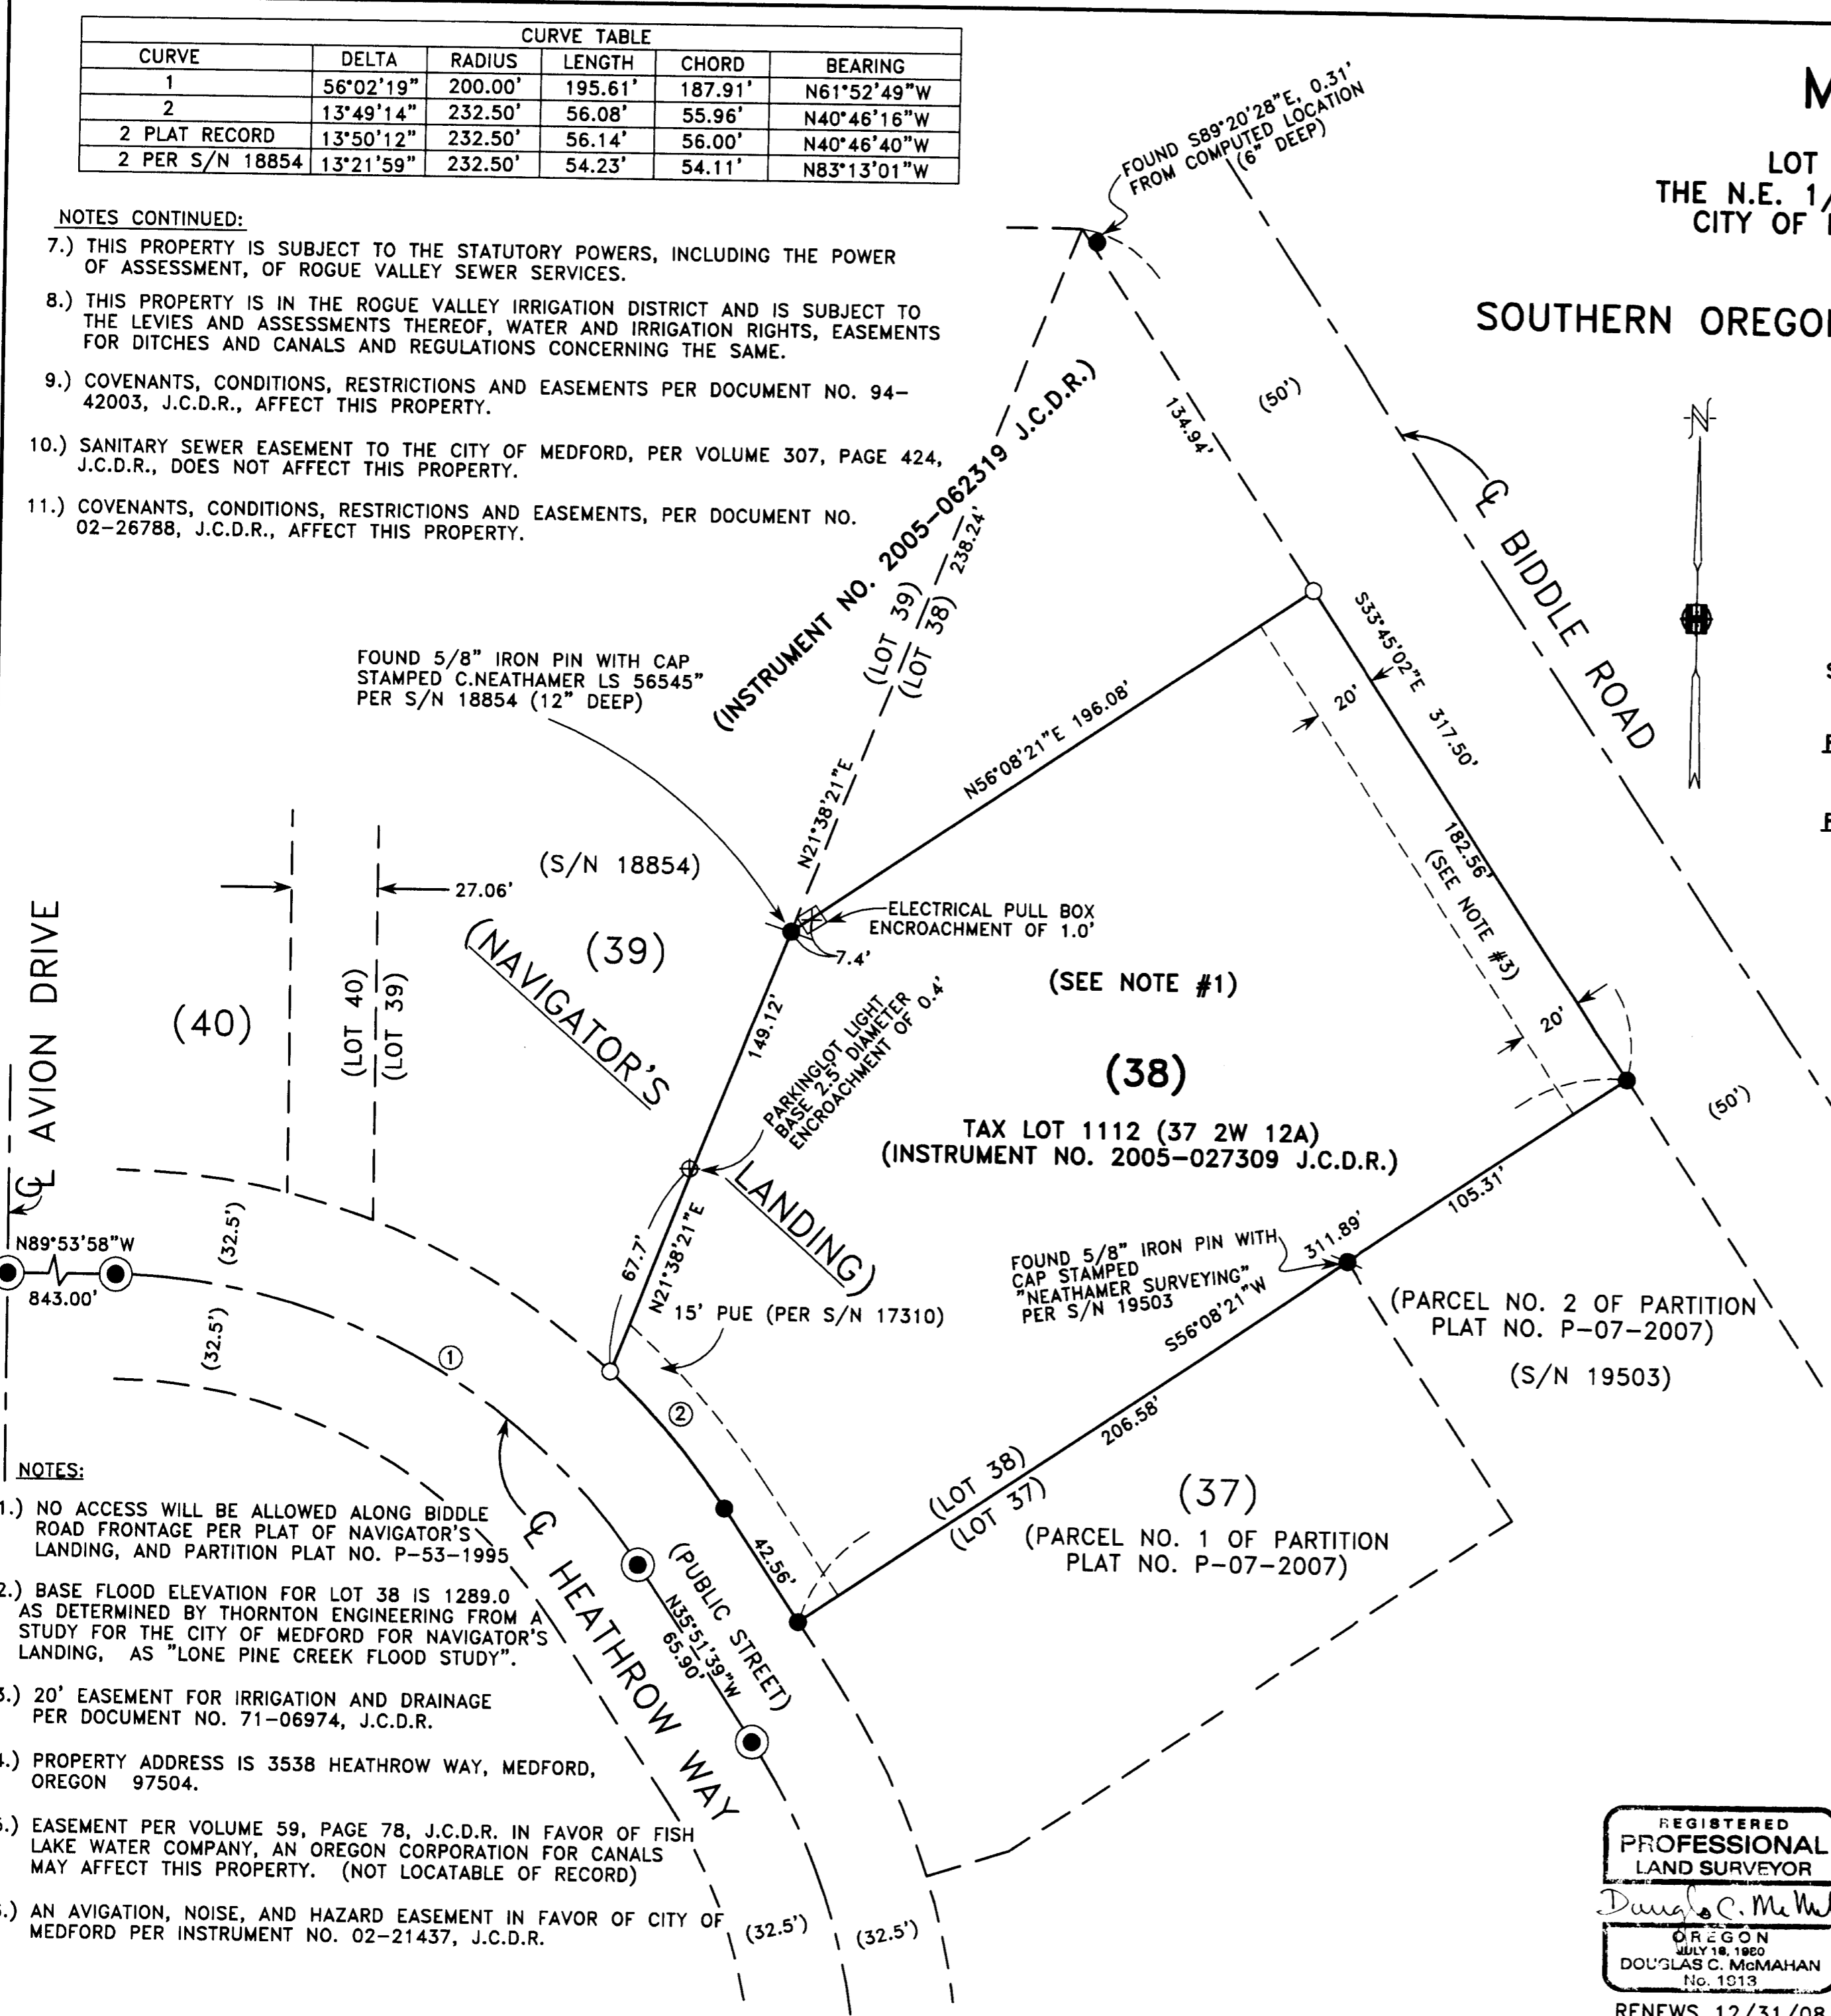 CURVE TABLE
CURVE DELTA RADIUS LENGTH CHORD BEARING
1 56°02'19" 200.00' 195.61' 187.91' N61°52'49"W
2 13°49'14" 232.50' 56.08' 55.96' N40°46'16"W
2 PLAT RECORD 13°50'12" 232.50' 56.14' 56.00' N40°46'40"W
2 PER S/N 18854 13°21'59" 232.50' 54.23' 54.11' N83°13'01"W
NOTES CONTINUED:
7.) THIS PROPERTY IS SUBJECT TO THE STATUTORY POWERS, INCLUDING THE POWER
OF ASSESSMENT, OF ROGUE VALLEY SEWER SERVICES.
8.) THIS PROPERTY IS IN THE ROGUE VALLEY IRRIGATION DISTRICT AND IS SUBJECT TO
THE LEVIES AND ASSESSMENTS THEREOF, WATER AND IRRIGATION RIGHTS, EASEMENTS
FOR DITCHES AND CANALS AND REGULATIONS CONCERNING THE SAME.
9.) COVENANTS, CONDITIONS, RESTRICTIONS AND EASEMENTS PER DOCUMENT NO. 94-
42003, J.C.D.R., AFFECT THIS PROPERTY.
10.) SANITARY SEWER EASEMENT TO THE CITY OF MEDFORD, PER VOLUME 307, PAGE 424,
J.C.D.R., DOES NOT AFFECT THIS PROPERTY.
11.) COVENANTS, CONDITIONS, RESTRICTIONS AND EASEMENTS, PER DOCUMENT NO.
02-26788, J.C.D.R., AFFECT THIS PROPERTY.
FOUND S89°20'28"E, 0.31'
FROM COMPUTED LOCATION
(6" DEEP)
M
LOT
THE N.E. 1/
CITY OF
SOUTHERN OREGO
N
134.94'
(50')
℄ BIDDLE ROAD
(INSTRUMENT NO. 2005-062319 J.C.D.R.)
(LOT 39)
(LOT 38)
238.24'
FOUND 5/8" IRON PIN WITH CAP
STAMPED C.NEATHAMER LS 56545"
PER S/N 18854 (12" DEEP)
S33°45'02"E 317.50'
20'
N56°08'21"E 196.08'
N21°38'21"E
182.56'
(SEE NOTE #3)
(S/N 18854)
27.06'
(39)
(NAVIGATOR'S
ELECTRICAL PULL BOX
ENCROACHMENT OF 1.0'
7.4'
(SEE NOTE #1)
℄ AVION DRIVE
(40)
(LOT 40)
(LOT 39)
149.12'
PARKINGLOT LIGHT
BASE 2.5' DIAMETER
ENCROACHMENT OF 0.4'
20'
(38)
TAX LOT 1112 (37 2W 12A)
(INSTRUMENT NO. 2005-027309 J.C.D.R.)
(50')
LANDING)
105.31'
N89°53'58"W
843.00'
(32.5')
(32.5')
67.7'
N21°38'21"E
15' PUE (PER S/N 17310)
FOUND 5/8" IRON PIN WITH
CAP STAMPED
"NEATHAMER SURVEYING"
PER S/N 19503
311.89'
S56°08'21"W
(PARCEL NO. 2 OF PARTITION
PLAT NO. P-07-2007)
(S/N 19503)
1
2
206.58'
(LOT 38)
(LOT 37)
(37)
(PARCEL NO. 1 OF PARTITION
PLAT NO. P-07-2007)
42.56'
℄ HEATHROW WAY
(PUBLIC STREET)
N35°51'39"W
65.90'
NOTES:
1.) NO ACCESS WILL BE ALLOWED ALONG BIDDLE
ROAD FRONTAGE PER PLAT OF NAVIGATOR'S
LANDING, AND PARTITION PLAT NO. P-53-1995
2.) BASE FLOOD ELEVATION FOR LOT 38 IS 1289.0
AS DETERMINED BY THORNTON ENGINEERING FROM A
STUDY FOR THE CITY OF MEDFORD FOR NAVIGATOR'S
LANDING, AS "LONE PINE CREEK FLOOD STUDY".
3.) 20' EASEMENT FOR IRRIGATION AND DRAINAGE
PER DOCUMENT NO. 71-06974, J.C.D.R.
4.) PROPERTY ADDRESS IS 3538 HEATHROW WAY, MEDFORD,
OREGON 97504.
5.) EASEMENT PER VOLUME 59, PAGE 78, J.C.D.R. IN FAVOR OF FISH
LAKE WATER COMPANY, AN OREGON CORPORATION FOR CANALS
MAY AFFECT THIS PROPERTY. (NOT LOCATABLE OF RECORD)
6.) AN AVIGATION, NOISE, AND HAZARD EASEMENT IN FAVOR OF CITY OF
MEDFORD PER INSTRUMENT NO. 02-21437, J.C.D.R.
(32.5')
(32.5')
REGISTERED
PROFESSIONAL
LAND SURVEYOR
Douglas C. McM
OREGON
JULY 18, 1980
DOUGLAS C. McMAHAN
No. 1913
RENEWS 12/31/08